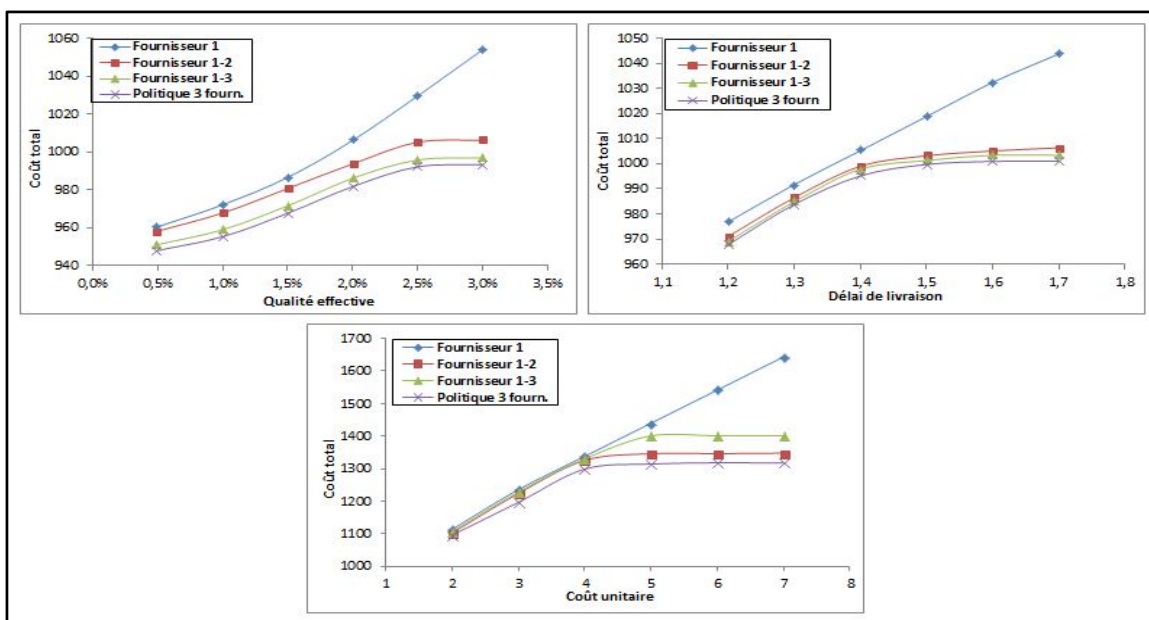 1060
1040
1020
1000
980
960
940
Coût total
Fournisseur 1
Fournisseur 1-2
Fournisseur 1-3
Politique 3 fourn.
0,0% 0,5% 1,0% 1,5% 2,0% 2,5% 3,0% 3,5%
Qualité effective
1050
1040
1030
1020
1010
1000
990
980
970
960
Coût total
Fournisseur 1
Fournisseur 1-2
Fournisseur 1-3
Politique 3 fourn
1,1 1,2 1,3 1,4 1,5 1,6 1,7 1,8
Délai de livraison
1700
1600
1500
1400
1300
1200
1100
1000
Coût total
Fournisseur 1
Fournisseur 1-2
Fournisseur 1-3
Politique 3 fourn.
1 2 3 4 5 6 7 8
Coût unitaire